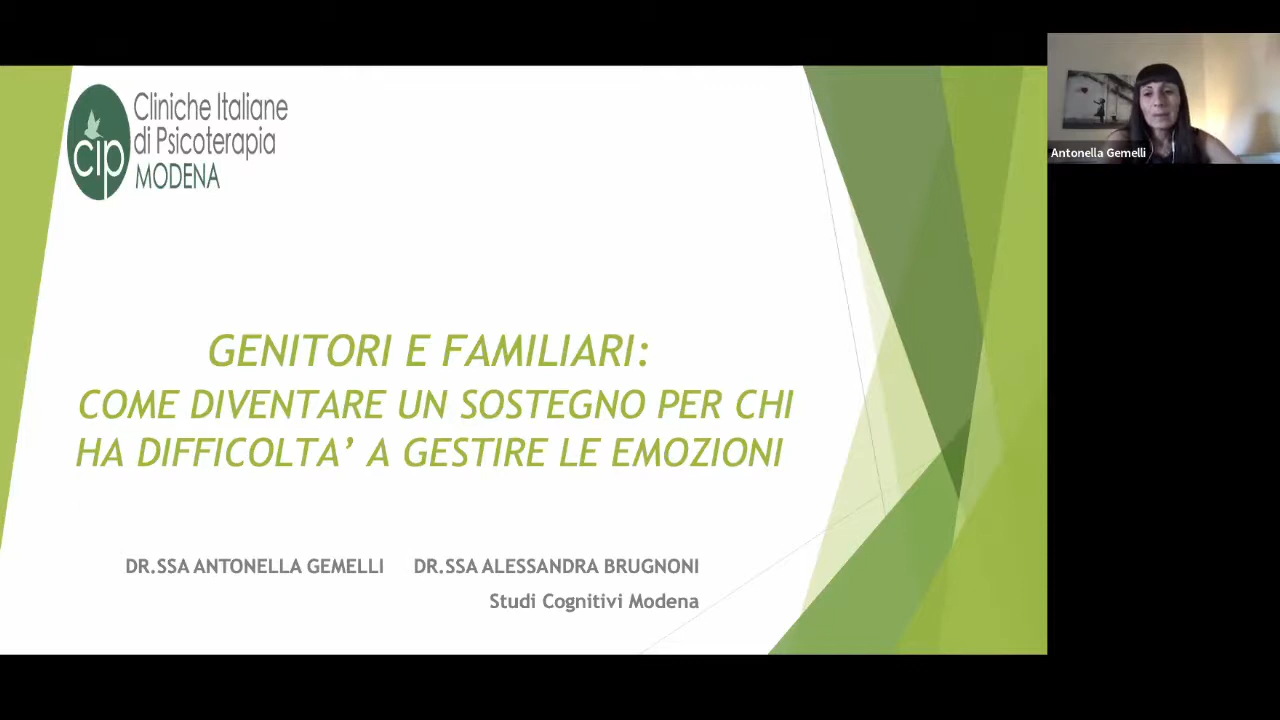 cip
Cliniche Italiane
di Psicoterapia
MODENA
Antonella Gemelli
GENITORI E FAMILIARI:
COME DIVENTARE UN SOSTEGNO PER CHI
HA DIFFICOLTA’ A GESTIRE LE EMOZIONI
DR.SSA ANTONELLA GEMELLI DR.SSA ALESSANDRA BRUGNONI
Studi Cognitivi Modena